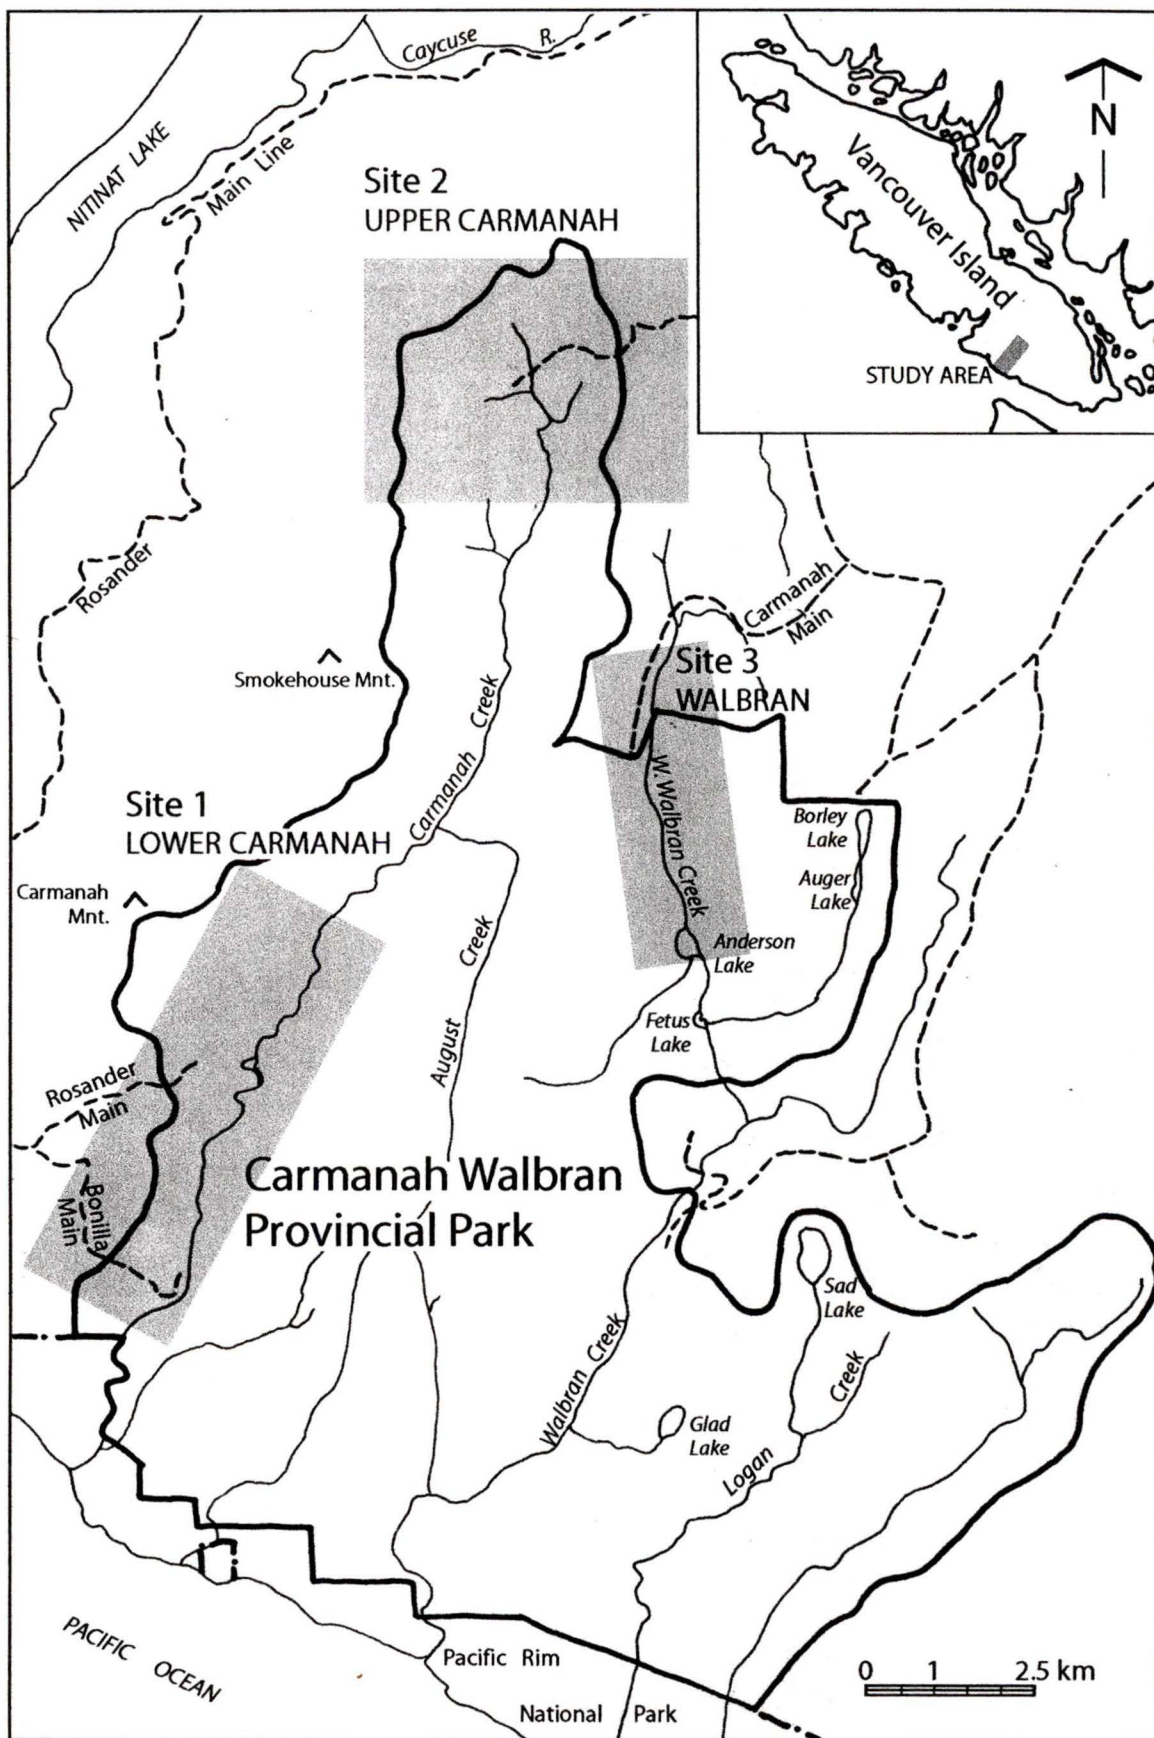 Caycuse R.
NITINAT LAKE
Main Line
Site 2
UPPER CARMANAH
N
Vancouver Island
STUDY AREA
Rosander
Carmanah
Main
Smokehouse Mnt.
Site 3
WALBRAN
Carmanah Creek
W. Walbran Creek
Site 1
LOWER CARMANAH
Borley
Lake
Auger
Lake
Carmanah
Mnt.
Anderson
Lake
August Creek
Fetus
Lake
Rosander
Main
Bonilla
Main
Carmanah Walbran
Provincial Park
Sad
Lake
Walbran Creek
Glad
Lake
Logan Creek
PACIFIC OCEAN
Pacific Rim
National Park
0 1 2.5 km